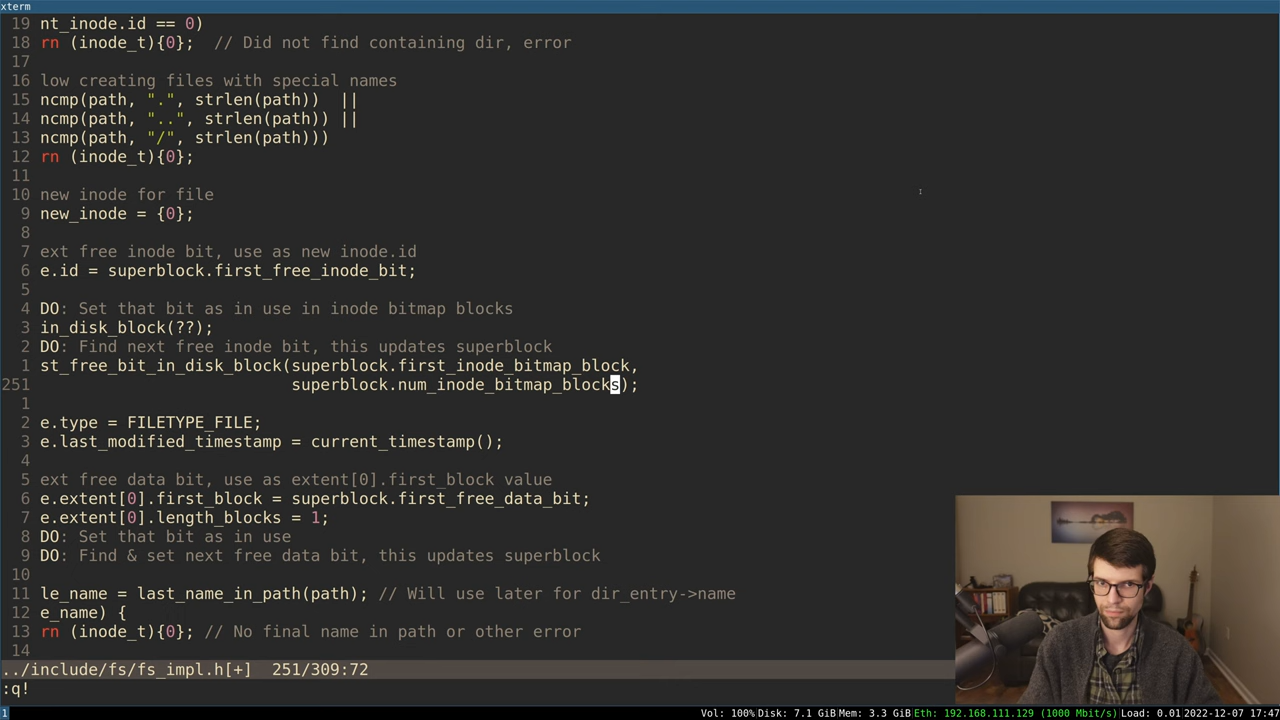 xterm
19 nt_inode.id == 0)
18 rn (inode_t){0};  // Did not find containing dir, error
17
16 low creating files with special names
15 ncmp(path, ".", strlen(path))  ||
14 ncmp(path, "..", strlen(path)) ||
13 ncmp(path, "/", strlen(path)))
12 rn (inode_t){0};
11
10 new inode for file
9 new_inode = {0};
8
7 ext free inode bit, use as new inode.id
6 e.id = superblock.first_free_inode_bit;
5
4 DO: Set that bit as in use in inode bitmap blocks
3 in_disk_block(??);
2 DO: Find next free inode bit, this updates superblock
1 st_free_bit_in_disk_block(superblock.first_inode_bitmap_block,
251 superblock.num_inode_bitmap_blocks);
1
2 e.type = FILETYPE_FILE;
3 e.last_modified_timestamp = current_timestamp();
4
5 ext free data bit, use as extent[0].first_block value
6 e.extent[0].first_block = superblock.first_free_data_bit;
7 e.extent[0].length_blocks = 1;
8 DO: Set that bit as in use
9 DO: Find & set next free data bit, this updates superblock
10
11 le_name = last_name_in_path(path); // Will use later for dir_entry->name
12 e_name) {
13 rn (inode_t){0}; // No final name in path or other error
14
../include/fs/fs_impl.h[+]  251/309:72
:q!
1 Vol: 100% Disk: 7.1 GiB Mem: 3.3 GiB Eth: 192.168.111.129 (1000 Mbit/s) Load: 0.01 2022-12-07 17:47